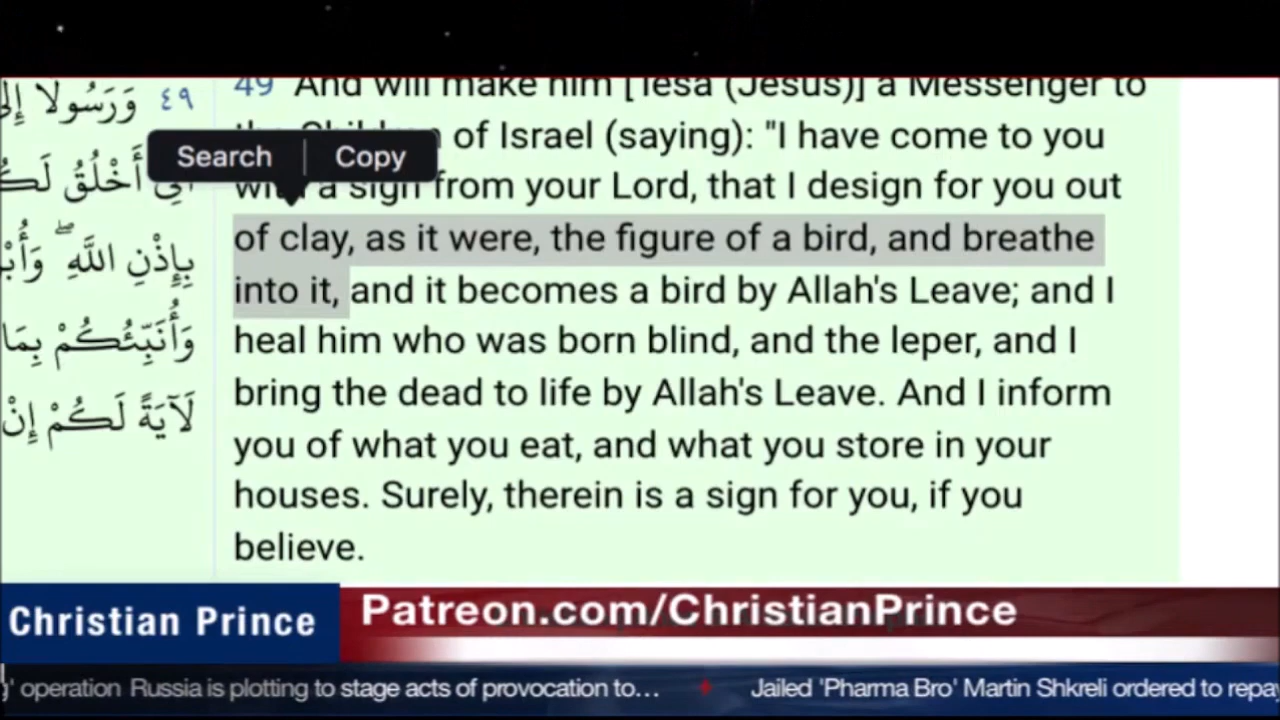 ٤٩ وَرَسُولًا إِلَىٰ
49 And will make him [Iesa (Jesus)] a Messenger to
of Israel (saying): "I have come to you
Search | Copy
أَخْلُقُ
with a sign from your Lord, that I design for you out
of clay, as it were, the figure of a bird, and breathe
بِإِذْنِ اللَّهِ ۖ
into it, and it becomes a bird by Allah's Leave; and I
وَأُنَبِّئُكُمْ بِمَا
heal him who was born blind, and the leper, and I
bring the dead to life by Allah's Leave. And I inform
لَآيَةً لَكُمْ إِنْ
you of what you eat, and what you store in your
houses. Surely, therein is a sign for you, if you
believe.
Christian Prince
Patreon.com/ChristianPrince
' operation Russia is plotting to stage acts of provocation to… Jailed 'Pharma Bro' Martin Shkreli ordered to repay